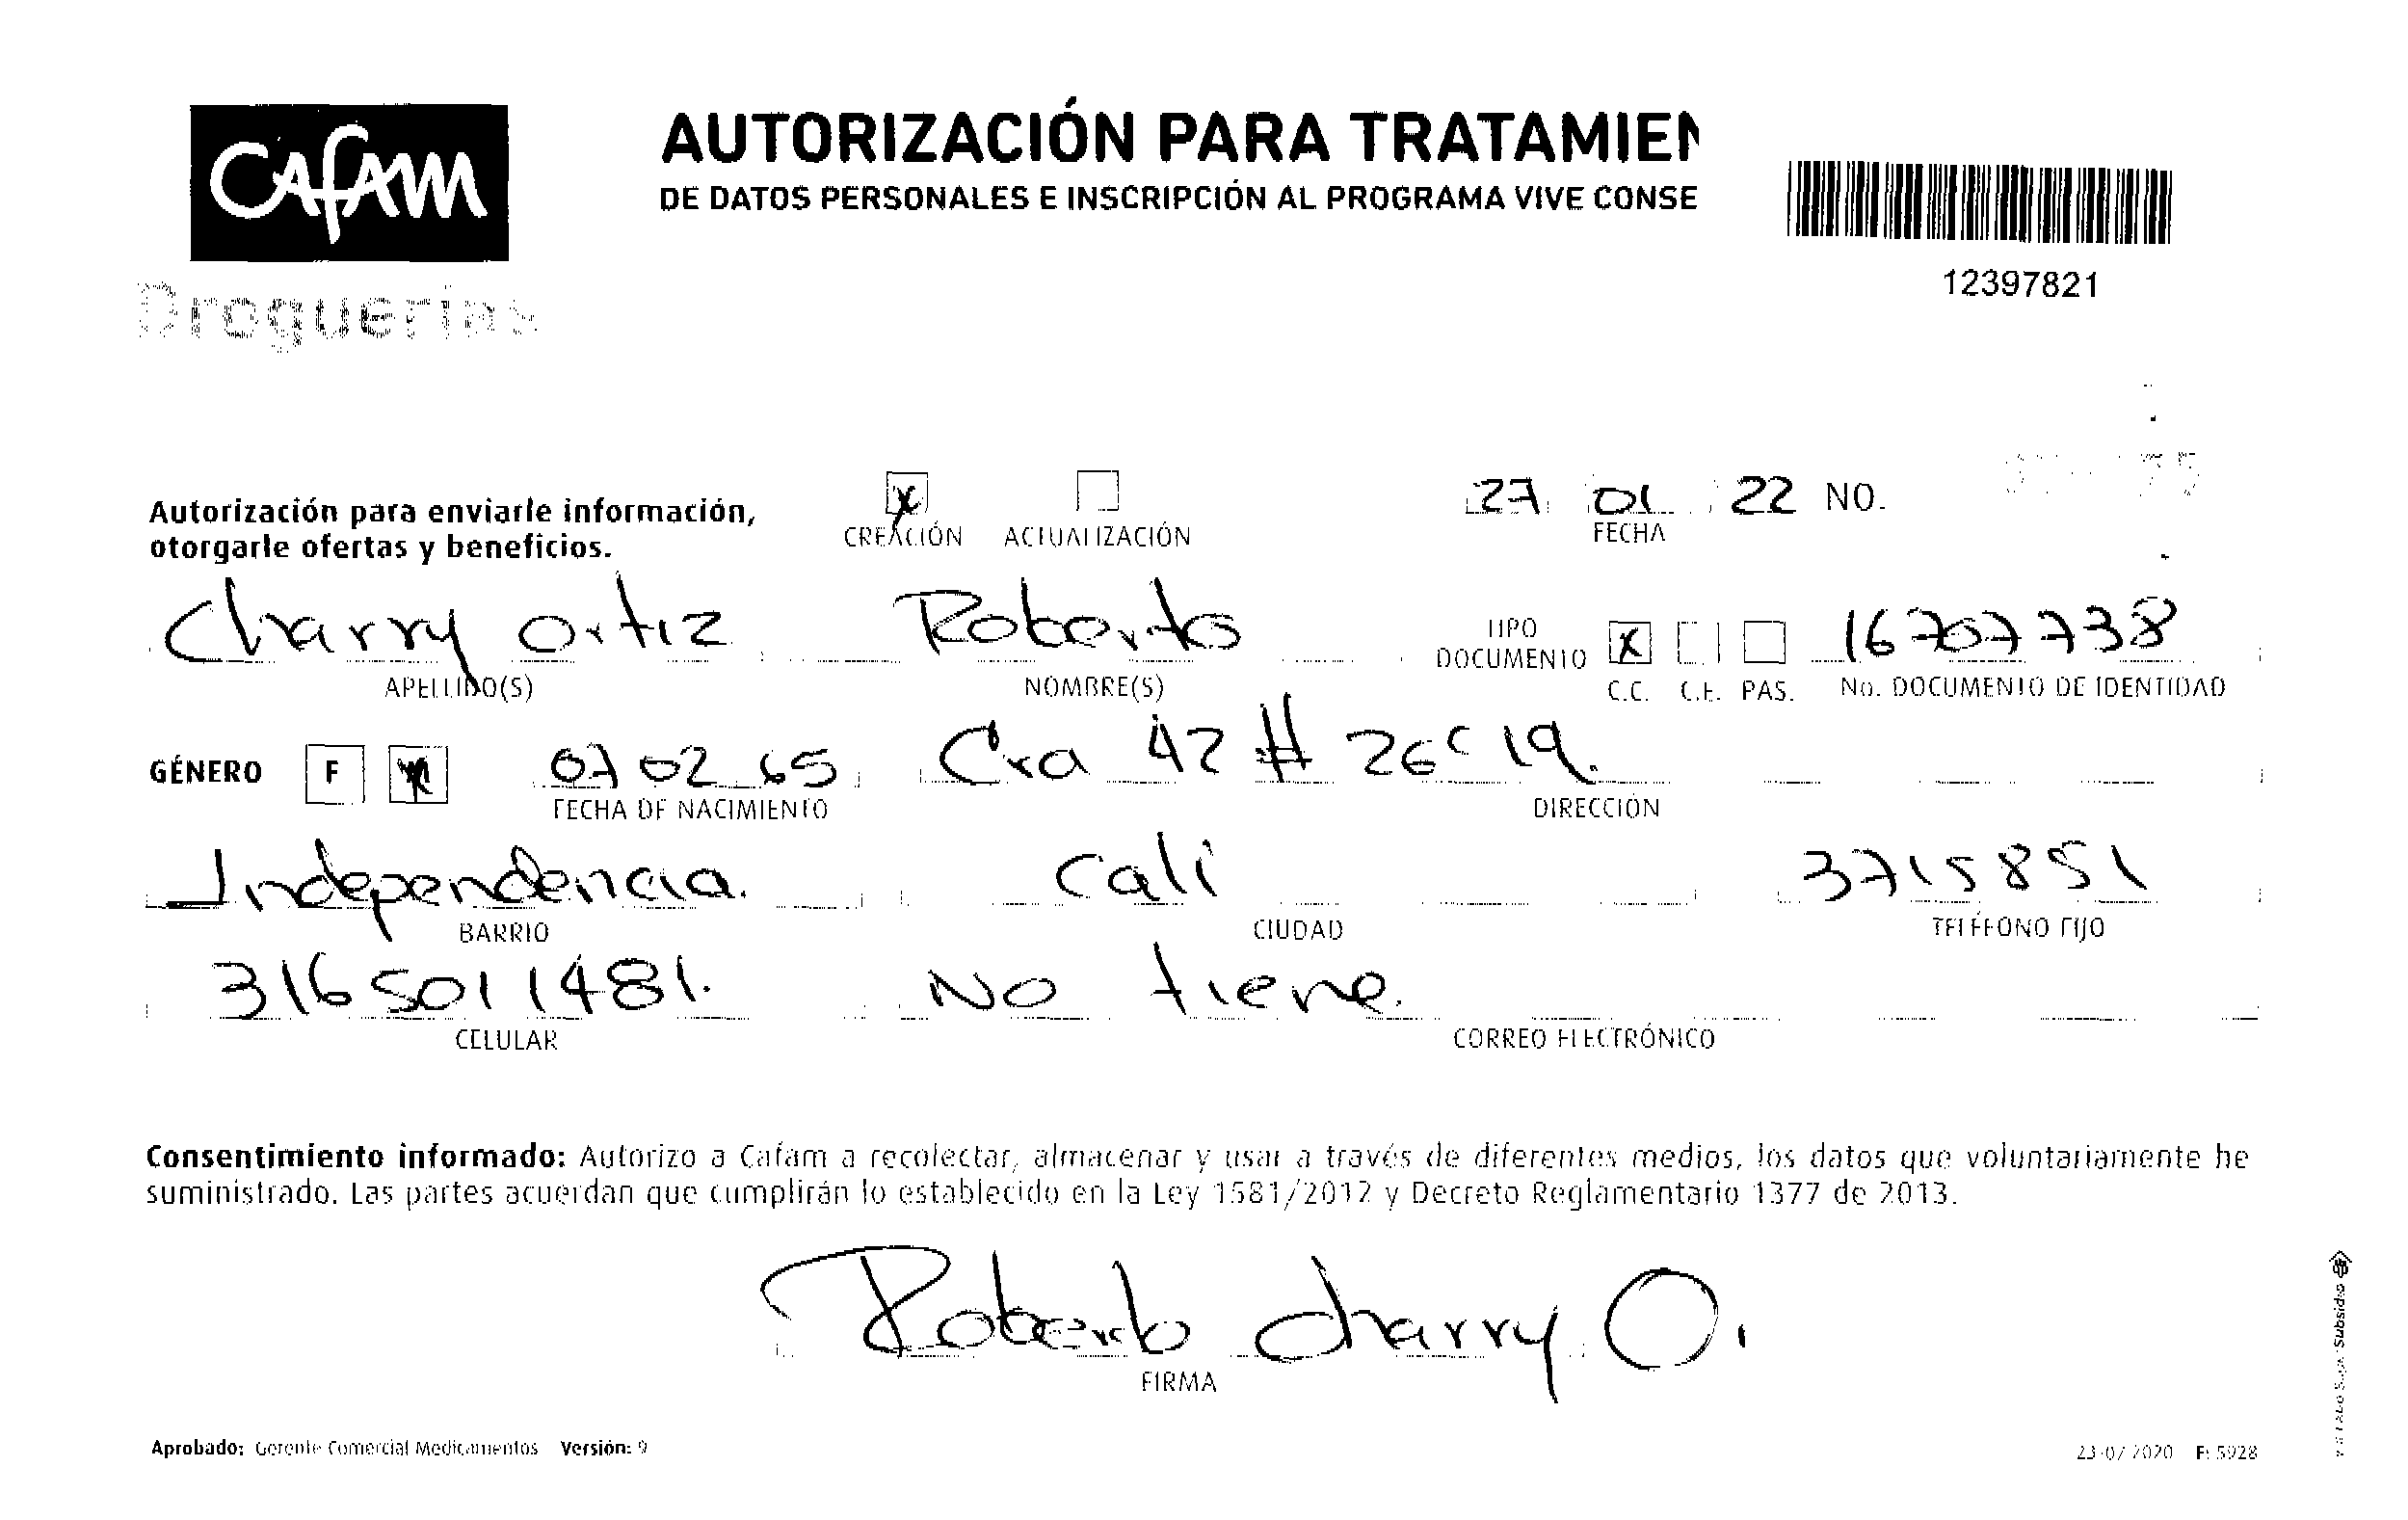 Cafam
AUTORIZACIÓN PARA TRATAMIEN
DE DATOS PERSONALES E INSCRIPCIÓN AL PROGRAMA VIVE CONSE
12397821
Droguerías
Autorización para enviarle información,
otorgarle ofertas y beneficios.
X CREACIÓN ACTUALIZACIÓN
27 01 22 NO.
FECHA
Charry Ortiz Roberto TIPO DOCUMENTO X 16707738
APELLIDO(S) NOMBRE(S) C.C. C.E. PAS. No. DOCUMENTO DE IDENTIDAD
GÉNERO F M 07 02 65 Cra 42 # 26c 19.
FECHA DE NACIMIENTO DIRECCIÓN
Independencia. Cali 3715851
BARRIO CIUDAD TELÉFONO FIJO
3165011481. No tiene.
CELULAR CORREO ELECTRÓNICO
Consentimiento informado: Autorizo a Cafam a recolectar, almacenar y usar a través de diferentes medios, los datos que voluntariamente he
suministrado. Las partes acuerdan que cumplirán lo establecido en la Ley 1581/2012 y Decreto Reglamentario 1377 de 2013.
Roberto Charry O.
FIRMA
Aprobado: Gerente Comercial Medicamentos Versión: 9
23-07 2020 F: 5928
Subsidio